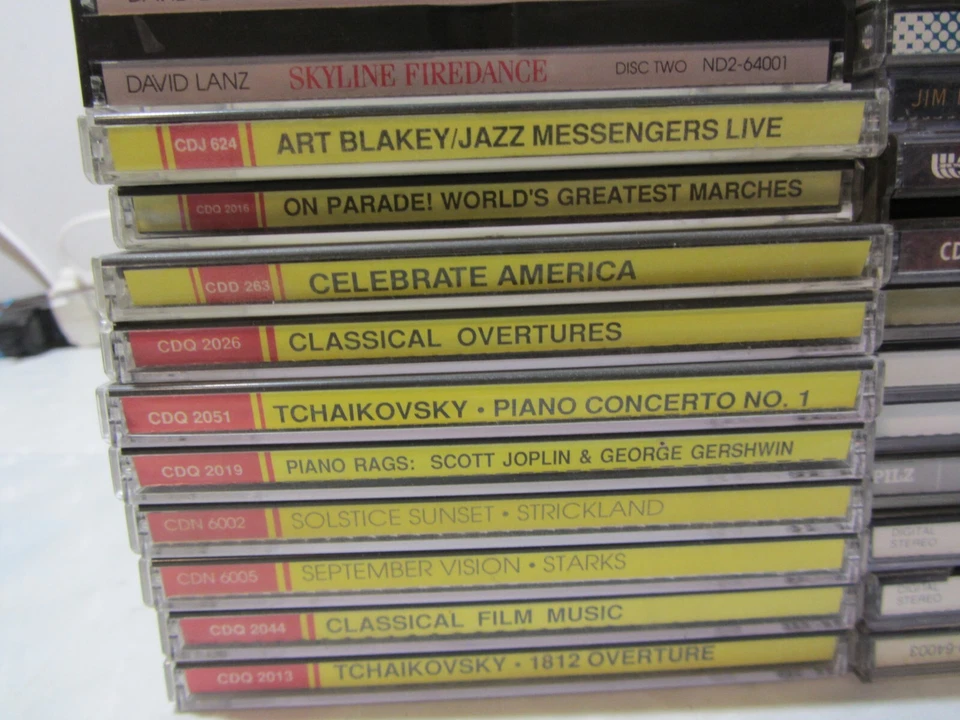 DAVID LANZ SKYLINE FIREDANCE DISC TWO ND2-64001
CDJ 624 ART BLAKEY/JAZZ MESSENGERS LIVE
CDQ 2016 ON PARADE! WORLD'S GREATEST MARCHES
CDD 263 CELEBRATE AMERICA
CDQ 2026 CLASSICAL OVERTURES
CDQ 2051 TCHAIKOVSKY • PIANO CONCERTO NO. 1
CDQ 2019 PIANO RAGS: SCOTT JOPLIN & GEORGE GERSHWIN
CDN 6002 SOLSTICE SUNSET • STRICKLAND
CDN 6005 SEPTEMBER VISION • STARKS
CDQ 2044 CLASSICAL FILM MUSIC
CDQ 2013 TCHAIKOVSKY • 1812 OVERTURE
JIM
CD
PILZ
DIGITAL
STEREO
DIGITAL
STEREO
-64003